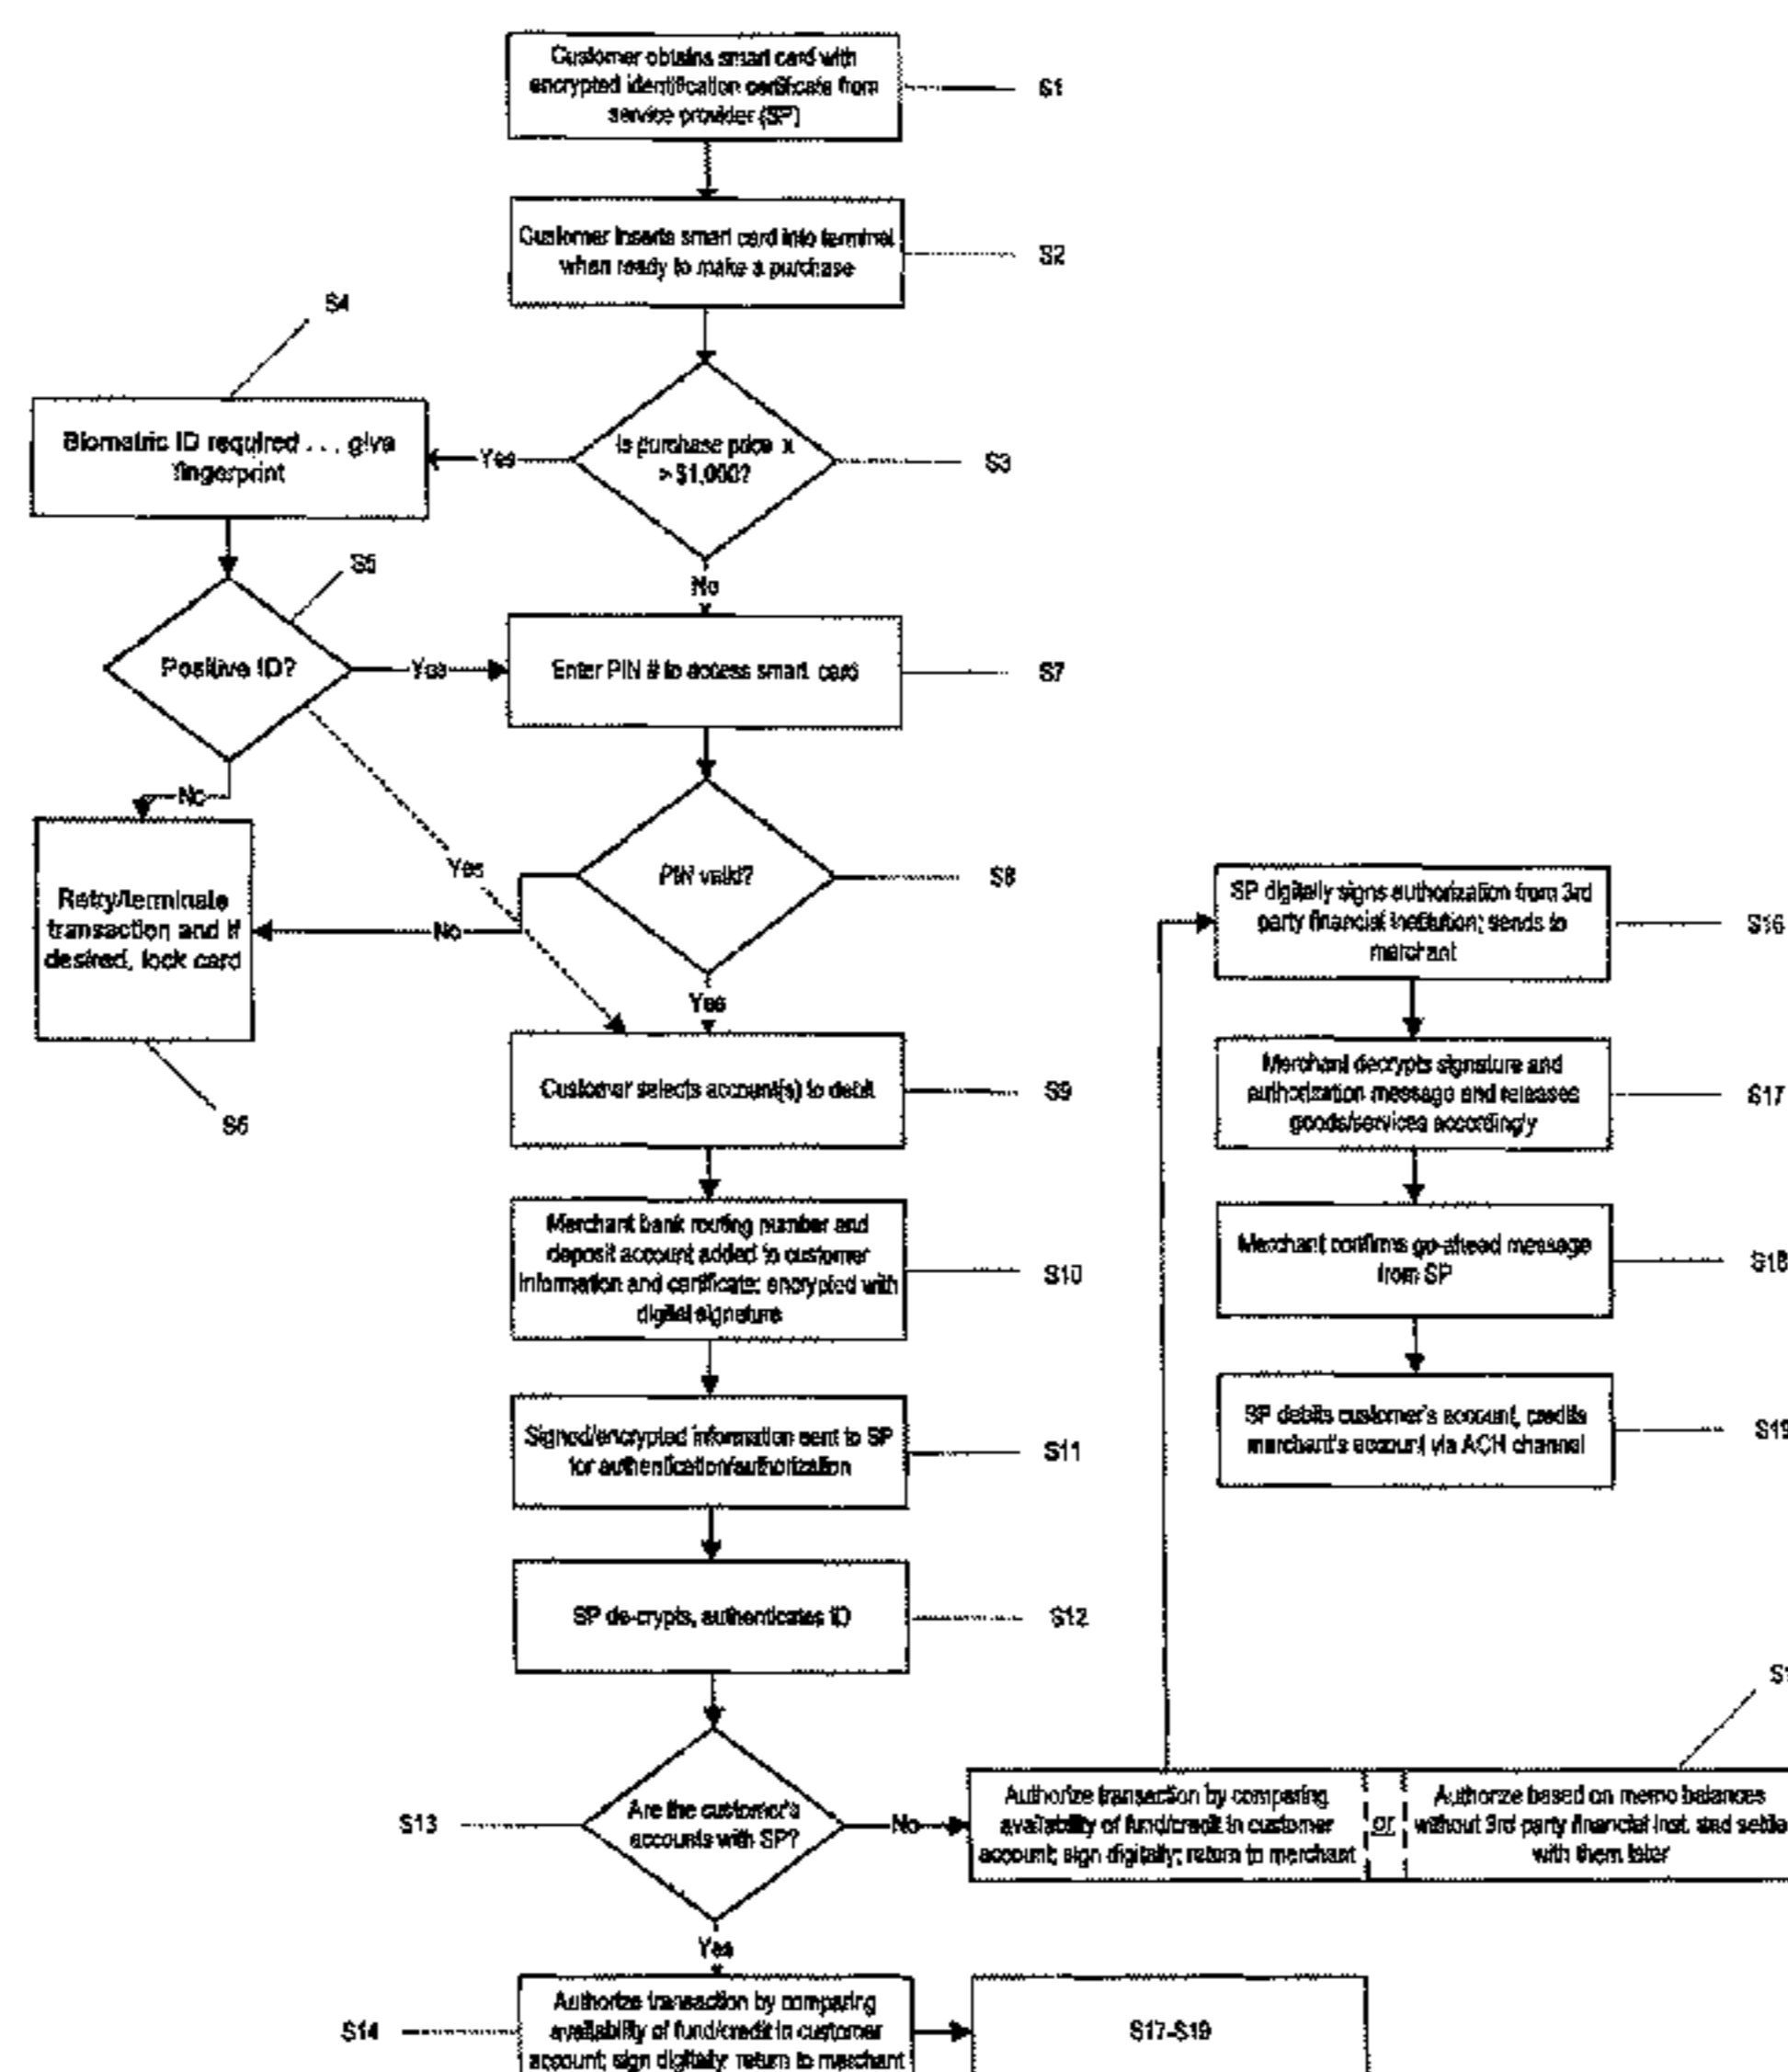 Customer obtains smart card with
encrypted identification certificate from
service provider (SP)
S1
Customer inserts smart card into terminal
when ready to make a purchase
S2
S4
Biometric ID required . . . give
fingerprint
Yes
Is purchase price x
> $1,000?
S3
No
S5
Positive ID?
Yes
Enter PIN # to access smart card
S7
No
Yes
PIN valid?
S8
Retry/terminate
transaction and if
desired, lock card
No
Yes
S6
Customer selects account(s) to debit
S9
Merchant bank routing number and
deposit account added to customer
information and certificate; encrypted with
digital signature
S10
Signed/encrypted information sent to SP
for authentication/authorization
S11
SP de-crypts, authenticates ID
S12
S13
Are the customer's
accounts with SP?
No
Authorize transaction by comparing
availability of fund/credit in customer
account; sign digitally; return to merchant
or
Authorize based on memo balances
without 3rd party financial inst. and settle
with them later
Yes
S14
Authorize transaction by comparing
availability of fund/credit in customer
account; sign digitally; return to merchant
S17-S19
SP digitally signs authorization from 3rd
party financial institution; sends to
merchant
S16
Merchant decrypts signature and
authorization message and releases
goods/services accordingly
S17
Merchant confirms go-ahead message
from SP
S18
SP debits customer's account, credits
merchant's account via ACH channel
S19